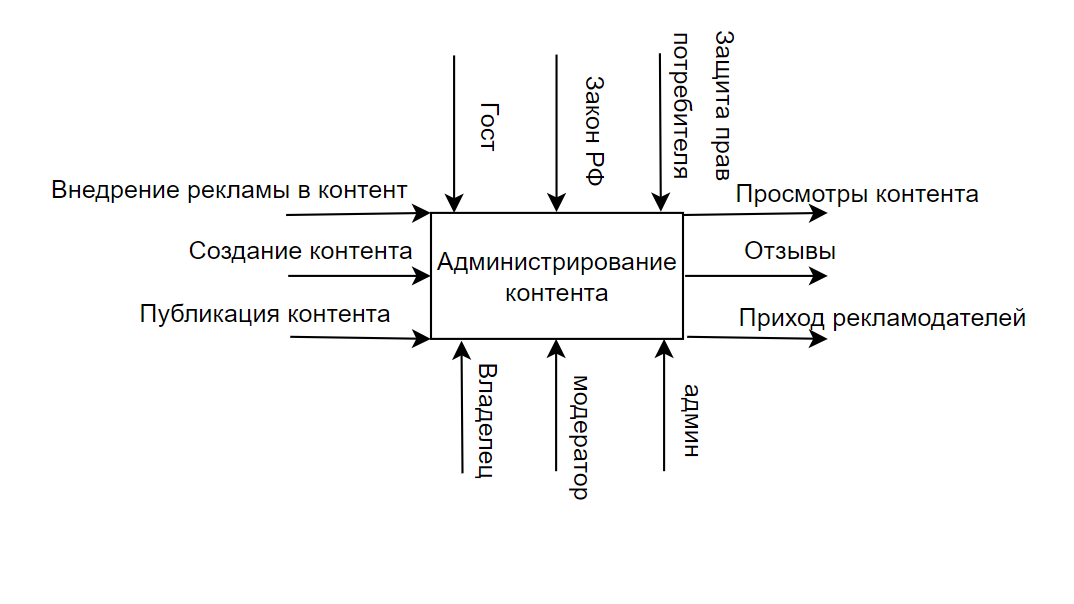 Гост
Закон РФ
Защита прав
потребителя
Внедрение рекламы в контент
Создание контента
Публикация контента
Администрирование
контента
Просмотры контента
Отзывы
Приход рекламодателей
Владелец
модератор
админ